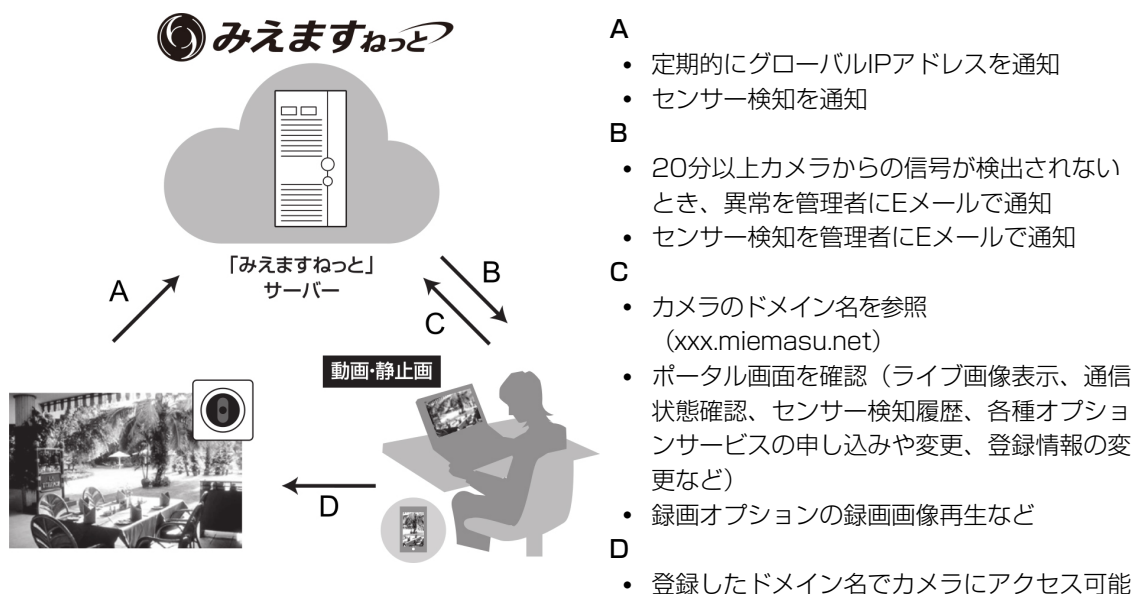 みえますねっと
「みえますねっと」
サーバー
A
B
C
動画・静止画
D
A
• 定期的にグローバルIPアドレスを通知
• センサー検知を通知
B
• 20分以上カメラからの信号が検出されない
とき、異常を管理者にEメールで通知
• センサー検知を管理者にEメールで通知
C
• カメラのドメイン名を参照
（xxx.miemasu.net）
• ポータル画面を確認（ライブ画像表示、通信
状態確認、センサー検知履歴、各種オプショ
ンサービスの申し込みや変更、登録情報の変
更など）
• 録画オプションの録画画像再生など
D
• 登録したドメイン名でカメラにアクセス可能